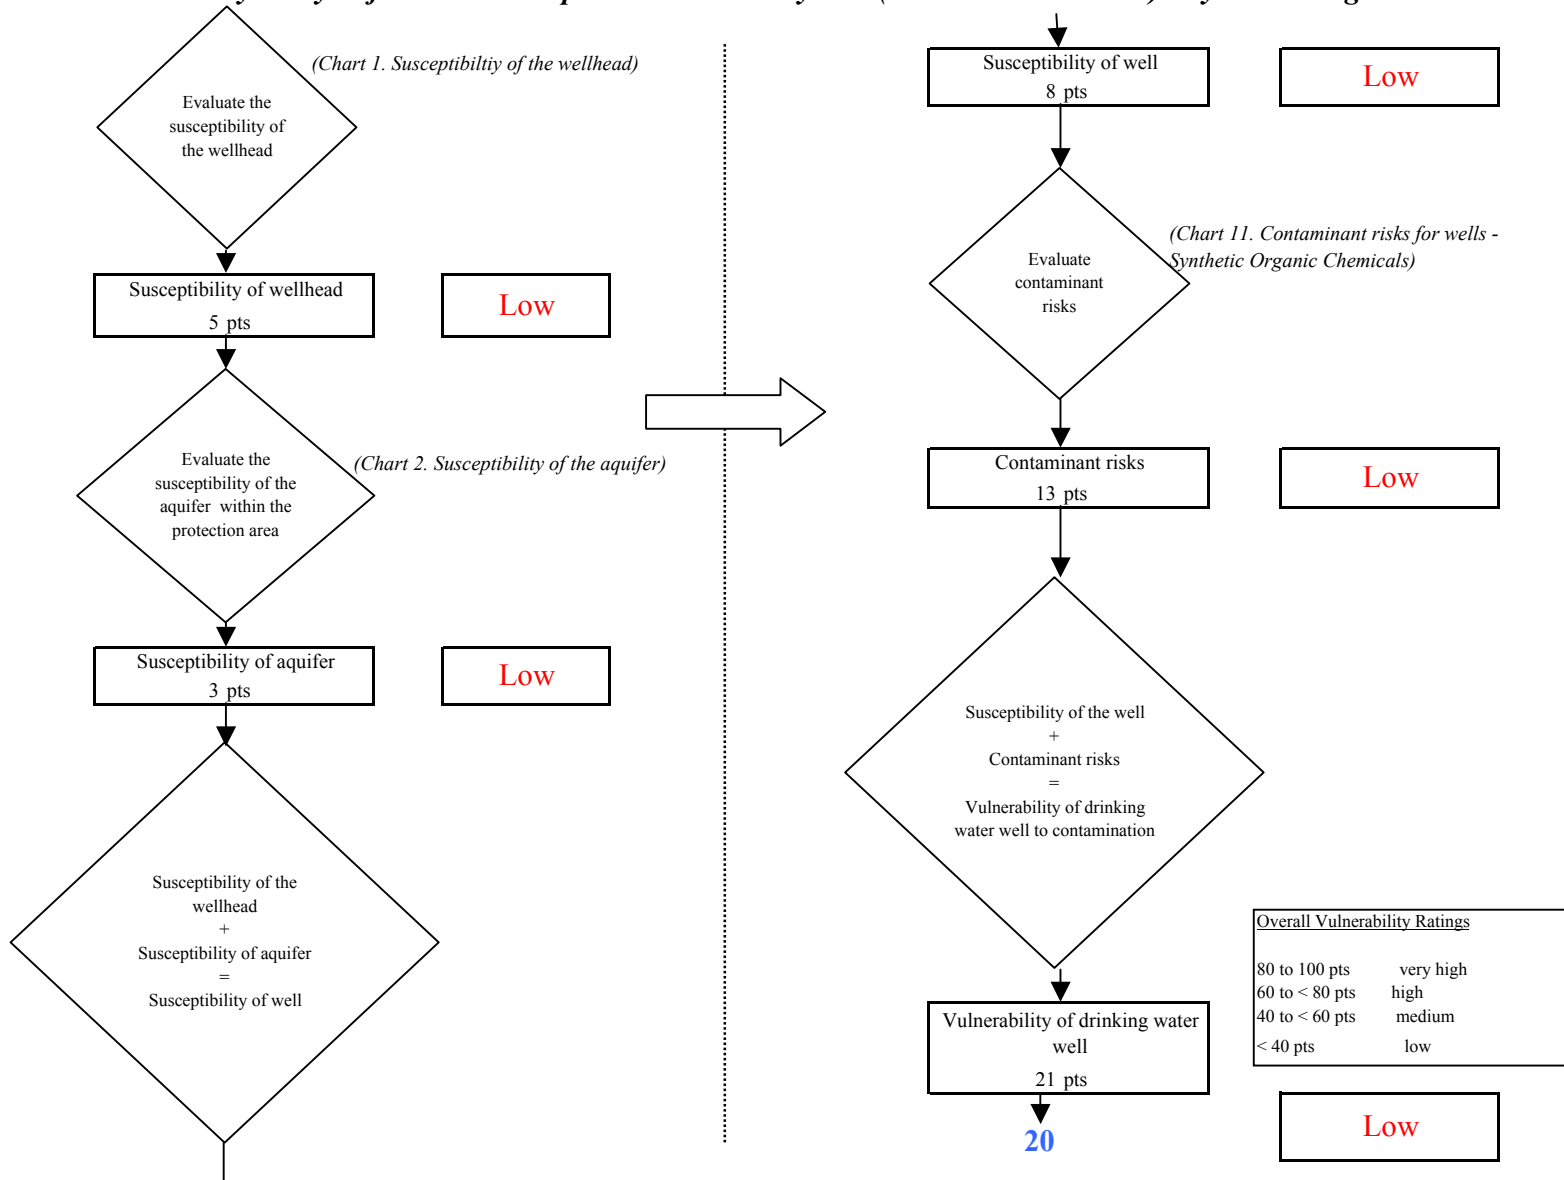 (Chart 1. Susceptibiltiy of the wellhead)
Evaluate the
susceptibility of
the wellhead
Susceptibility of wellhead
5 pts
Low
Evaluate the
susceptibility of the
aquifer within the
protection area
(Chart 2. Susceptibility of the aquifer)
Susceptibility of aquifer
3 pts
Low
Susceptibility of the
wellhead
+
Susceptibility of aquifer
=
Susceptibility of well
Susceptibility of well
8 pts
Low
Evaluate
contaminant
risks
(Chart 11. Contaminant risks for wells -
Synthetic Organic Chemicals)
Contaminant risks
13 pts
Low
Susceptibility of the well
+
Contaminant risks
=
Vulnerability of drinking
water well to contamination
Overall Vulnerability Ratings
80 to 100 pts very high
60 to < 80 pts high
40 to < 60 pts medium
< 40 pts low
Vulnerability of drinking water
well
21 pts
20
Low